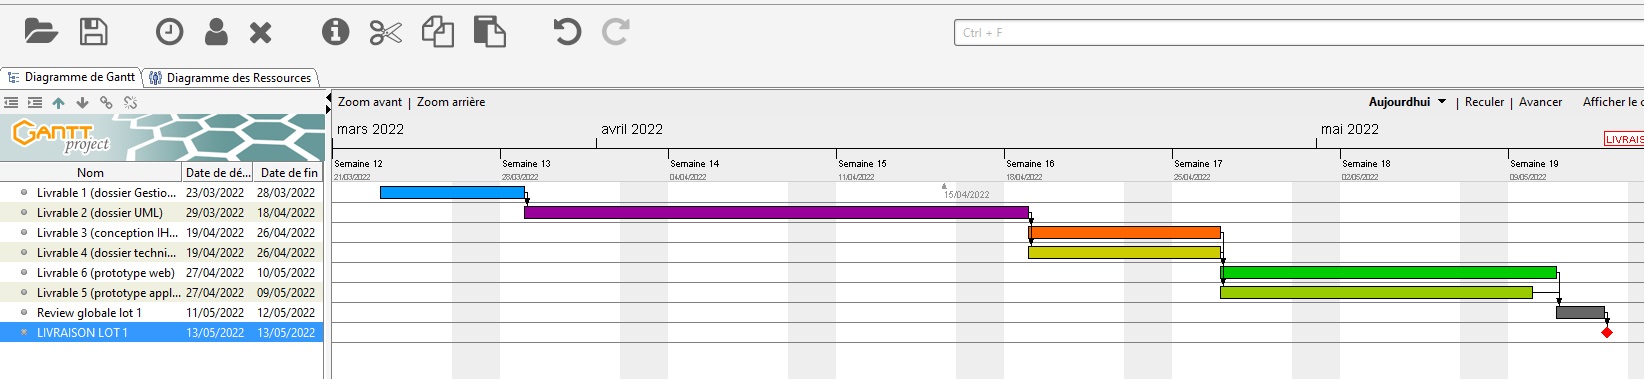 Ctrl + F
Diagramme de Gantt
Diagramme des Ressources
Zoom avant | Zoom arrière
Aujourdhui ▼ | Reculer | Avancer
Afficher le c
GANTT project
mars 2022
avril 2022
mai 2022
LIVRAIS
Semaine 12
Semaine 13
Semaine 14
Semaine 15
Semaine 16
Semaine 17
Semaine 18
Semaine 19
21/03/2022
28/03/2022
04/04/2022
11/04/2022
18/04/2022
25/04/2022
02/05/2022
09/05/2022
Nom Date de dé... Date de fin
Livrable 1 (dossier Gestio... 23/03/2022 28/03/2022
15/04/2022
Livrable 2 (dossier UML) 29/03/2022 18/04/2022
Livrable 3 (conception IH... 19/04/2022 26/04/2022
Livrable 4 (dossier techni... 19/04/2022 26/04/2022
Livrable 6 (prototype web) 27/04/2022 10/05/2022
Livrable 5 (prototype appl... 27/04/2022 09/05/2022
Review globale lot 1 11/05/2022 12/05/2022
LIVRAISON LOT 1 13/05/2022 13/05/2022